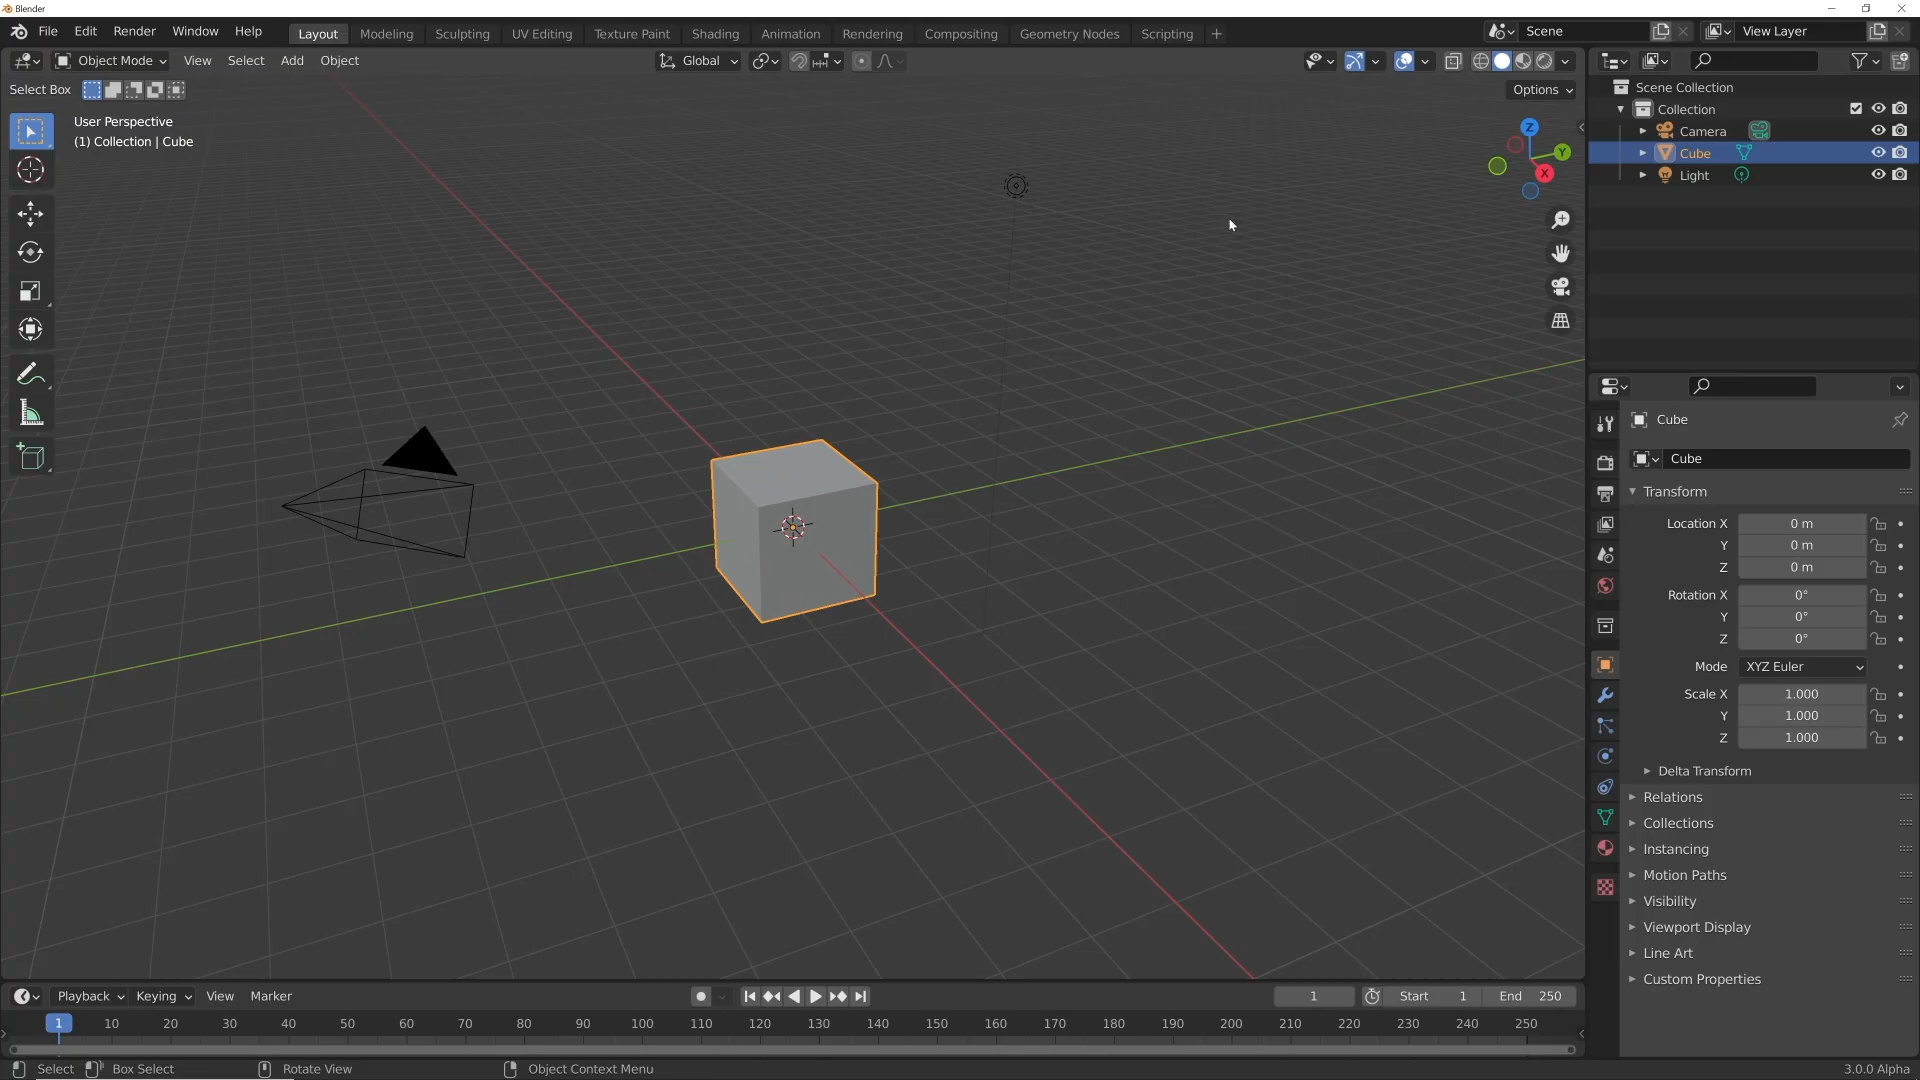 Blender
File Edit Render Window Help Layout Modeling Sculpting UV Editing Texture Paint Shading Animation Rendering Compositing Geometry Nodes Scripting + Scene View Layer
Object Mode View Select Add Object Global
Select Box Options
User Perspective
(1) Collection | Cube
Z
Y
X
Scene Collection
Collection
Camera
Cube
Light
Cube
Cube
Transform
Location X 0 m
Y 0 m
Z 0 m
Rotation X 0°
Y 0°
Z 0°
Mode XYZ Euler
Scale X 1.000
Y 1.000
Z 1.000
Delta Transform
Relations
Collections
Instancing
Motion Paths
Visibility
Viewport Display
Line Art
Custom Properties
Playback Keying View Marker 1 Start 1 End 250
1 10 20 30 40 50 60 70 80 90 100 110 120 130 140 150 160 170 180 190 200 210 220 230 240 250
Select Box Select Rotate View Object Context Menu 3.0.0 Alpha